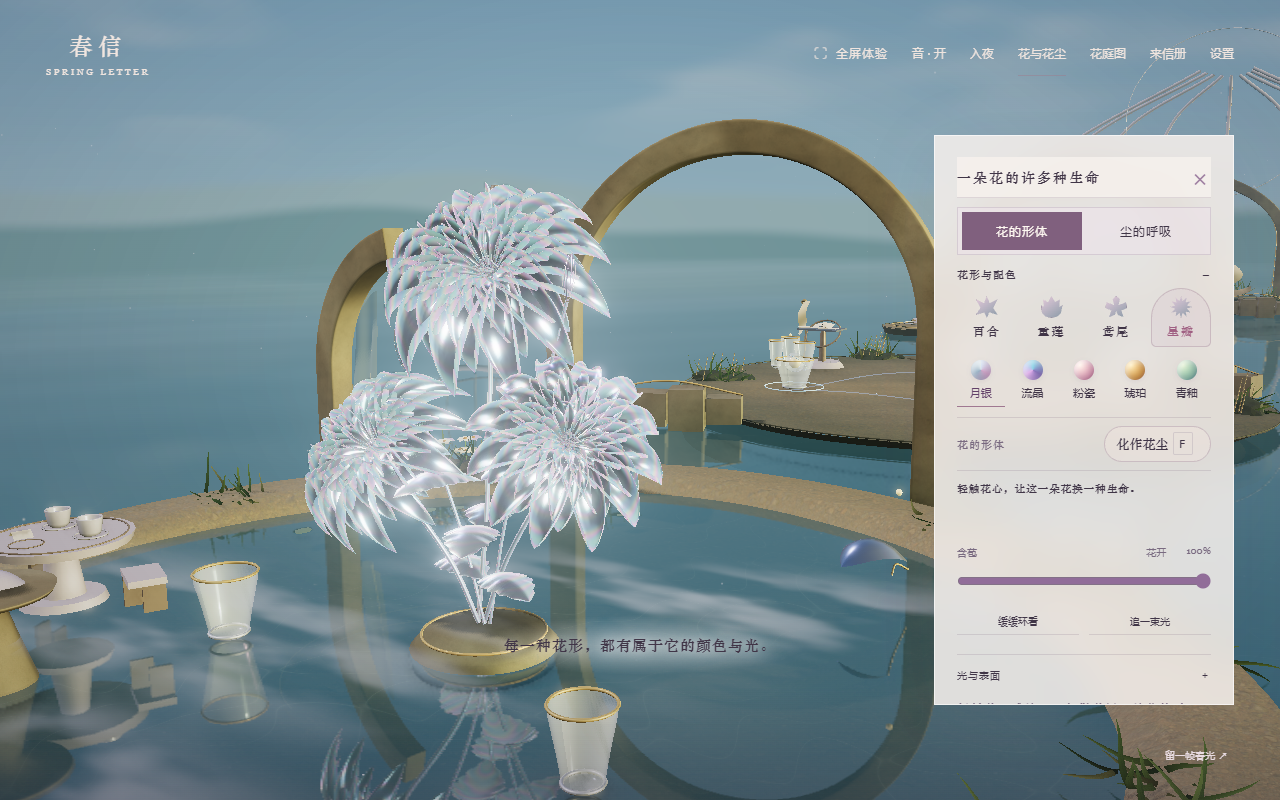 春信
SPRING LETTER
全屏体验 音·开 入夜 花与花尘 花庭图 来信册 设置
一朵花的许多种生命 ×
花的形体 尘的呼吸
花形与配色 −
百合 重莲 鸢尾 星瓣
月银 流晶 粉瓷 琥珀 青釉
花的形体 化作花尘 F
轻触花心，让这一朵花换一种生命。
含苞 花开 100%
缓缓环看 追一束光
每一种花形，都有属于它的颜色与光。
光与表面 +
留一帧春光 ↗